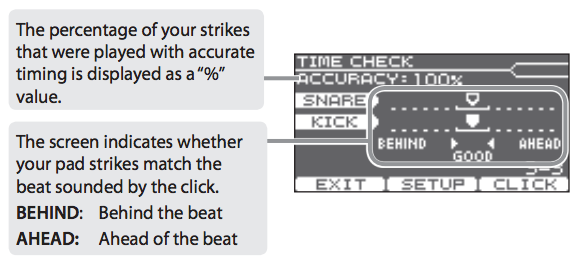 The percentage of your strikes
that were played with accurate
timing is displayed as a “%”
value.
The screen indicates whether
your pad strikes match the
beat sounded by the click.
BEHIND: Behind the beat
AHEAD: Ahead of the beat
TIME CHECK
ACCURACY:100%
SNARE
KICK
BEHIND AHEAD
GOOD
EXIT SETUP CLICK